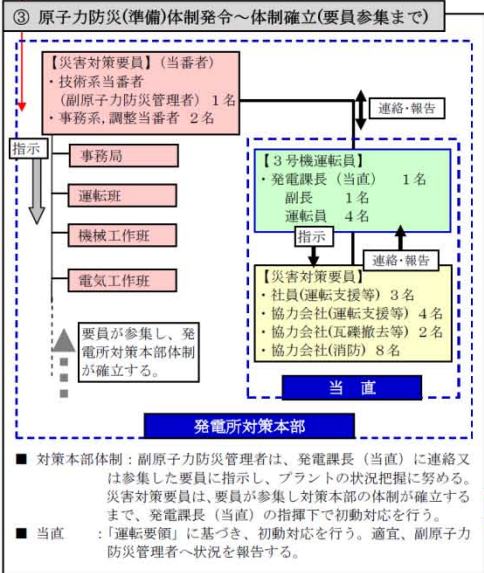 ③ 原子力防災(準備)体制発令～体制確立(要員参集まで)
【災害対策要員】(当番者)
・技術系当番者
(副原子力防災管理者) 1名
・事務系,調整当番者 2名
連絡・報告
指示
事務局
運転班
機械工作班
電気工作班
【3号機運転員】
・発電課長(当直) 1名
副長 1名
運転員 4名
指示
連絡・報告
【災害対策要員】
・社員(運転支援等) 3名
・協力会社(運転支援等) 4名
・協力会社(瓦礫撤去等) 2名
・協力会社(消防) 8名
要員が参集し、発
電所対策本部体制
が確立する。
当 直
発電所対策本部
■ 対策本部体制：副原子力防災管理者は、発電課長（当直）に連絡又
は参集した要員に指示し、プラントの状況把握に努める。
災害対策要員は、要員が参集し対策本部の体制が確立する
まで、発電課長（当直）の指揮下で初動対応を行う。
■ 当直 ：「運転要領」に基づき、初動対応を行う。適宜、副原子力
防災管理者へ状況を報告する。